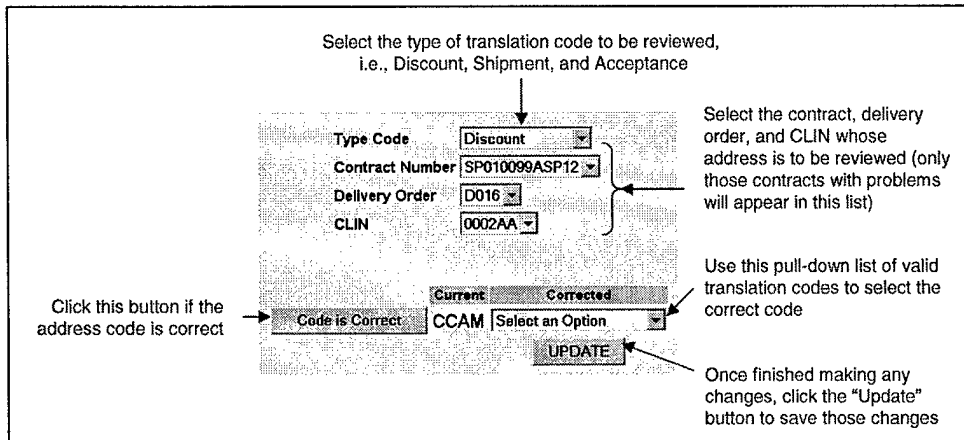 Select the type of translation code to be reviewed,
i.e., Discount, Shipment, and Acceptance
Type Code Discount
Contract Number SP010099ASP12
Delivery Order D016
CLIN 0002AA
Select the contract, delivery
order, and CLIN whose
address is to be reviewed (only
those contracts with problems
will appear in this list)
Click this button if the
address code is correct
Current Corrected
Code is Correct CCAM Select an Option
UPDATE
Use this pull-down list of valid
translation codes to select the
correct code
Once finished making any
changes, click the “Update”
button to save those changes